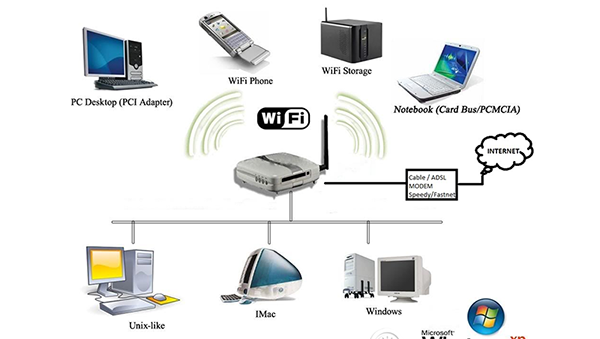 PC Desktop (PCI Adapter)
WiFi Phone
WiFi Storage
Notebook (Card Bus/PCMCIA)
WiFi
INTERNET
Cable / ADSL
MODEM
Speedy/Fastnet
Unix-like
IMac
Windows
Microsoft
xp